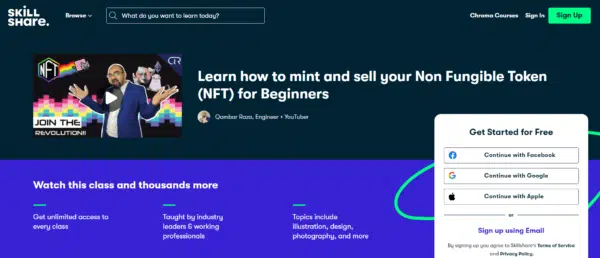 SKILL
SHARE.
Browse
What do you want to learn today?
Chroma Courses
Sign In
Sign Up
NFT
JOIN THE
REVOLUTION!!
Learn how to mint and sell your Non Fungible Token
(NFT) for Beginners
Qambar Raza, Engineer • YouTuber
Get Started for Free
Continue with Facebook
Continue with Google
Continue with Apple
or
Sign up using Email
By signing up you agree to Skillshare's Terms of Service
and Privacy Policy.
Watch this class and thousands more
Get unlimited access to
every class
Taught by industry
leaders & working
professionals
Topics include
illustration, design,
photography, and more